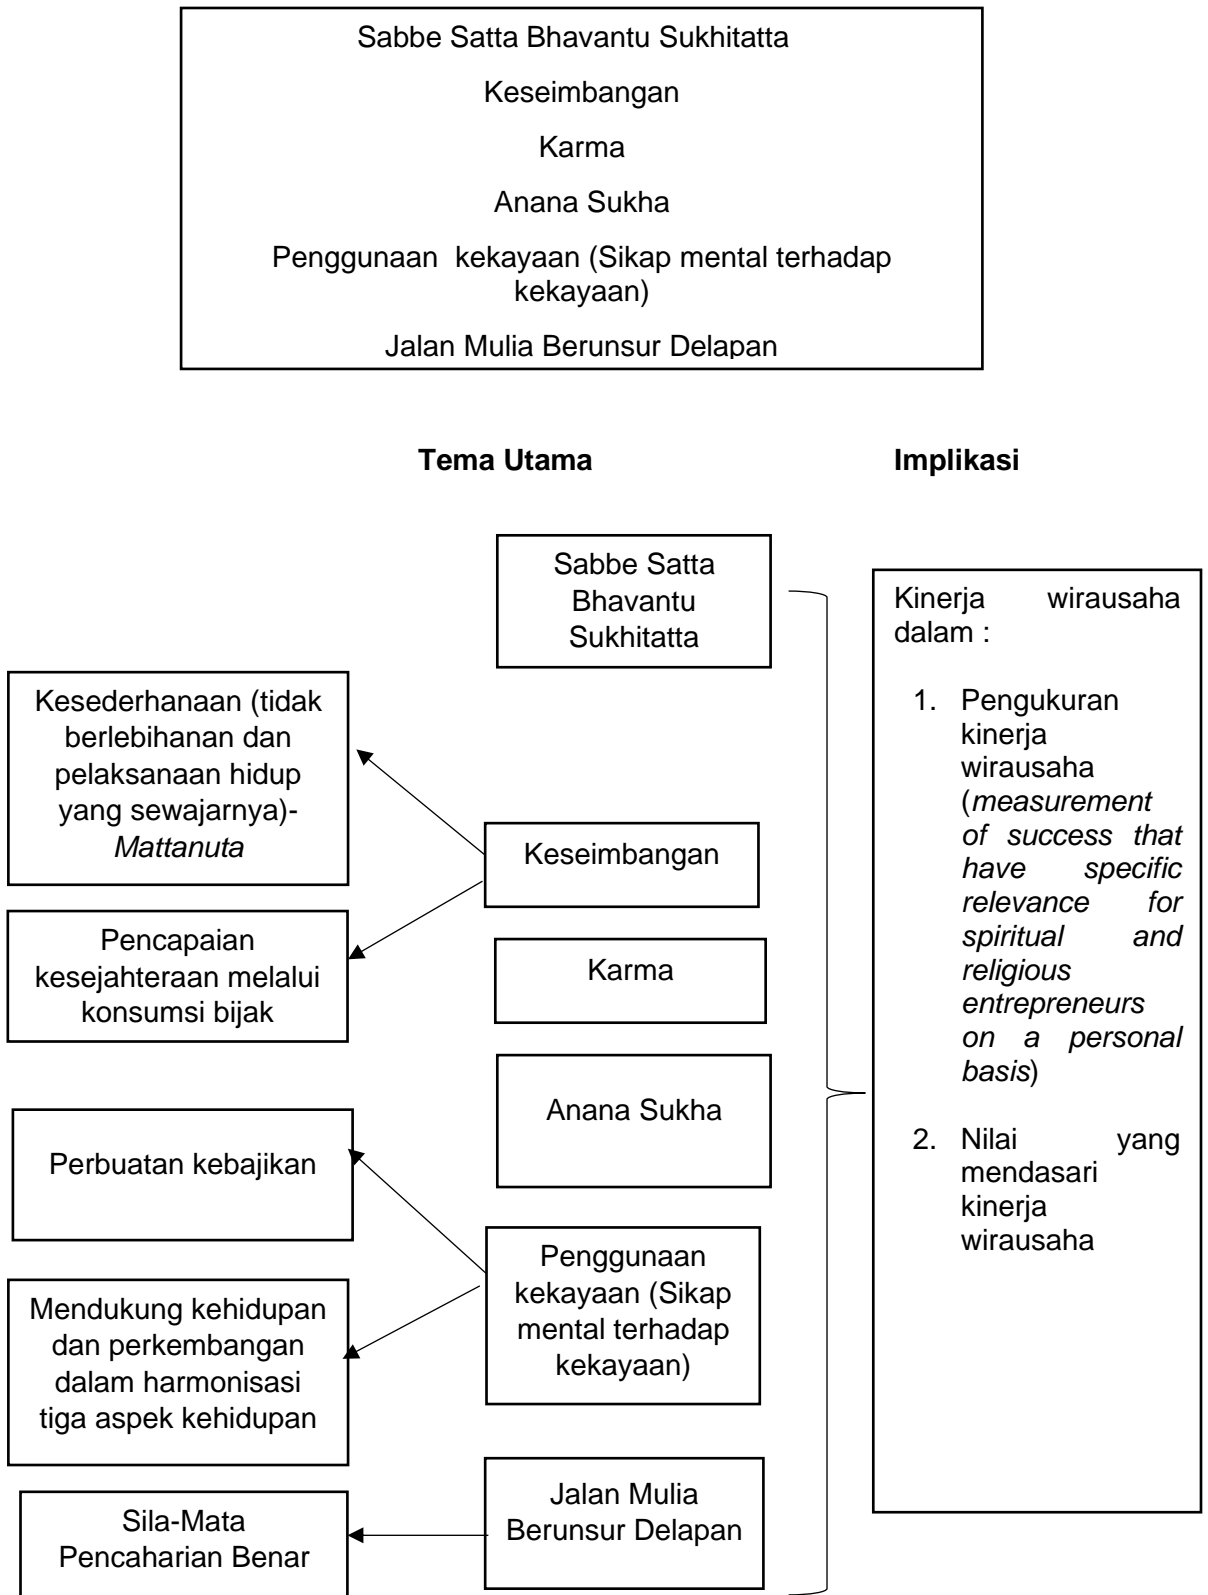 Sabbe Satta Bhavantu Sukhitatta
Keseimbangan
Karma
Anana Sukha
Penggunaan kekayaan (Sikap mental terhadap
kekayaan)
Jalan Mulia Berunsur Delapan
Tema Utama
Implikasi
Sabbe Satta
Bhavantu
Sukhitatta
Kesederhanaan (tidak
berlebihanan dan
pelaksanaan hidup
yang sewajarnya)-
Mattanuta
Keseimbangan
Pencapaian
kesejahteraan melalui
konsumsi bijak
Karma
Anana Sukha
Perbuatan kebajikan
Penggunaan
kekayaan (Sikap
mental terhadap
kekayaan)
Mendukung kehidupan
dan perkembangan
dalam harmonisasi
tiga aspek kehidupan
Jalan Mulia
Berunsur Delapan
Sila-Mata
Pencaharian Benar
Kinerja wirausaha
dalam :
1. Pengukuran
kinerja
wirausaha
(measurement
of success that
have specific
relevance for
spiritual and
religious
entrepreneurs
on a personal
basis)
2. Nilai yang
mendasari
kinerja
wirausaha